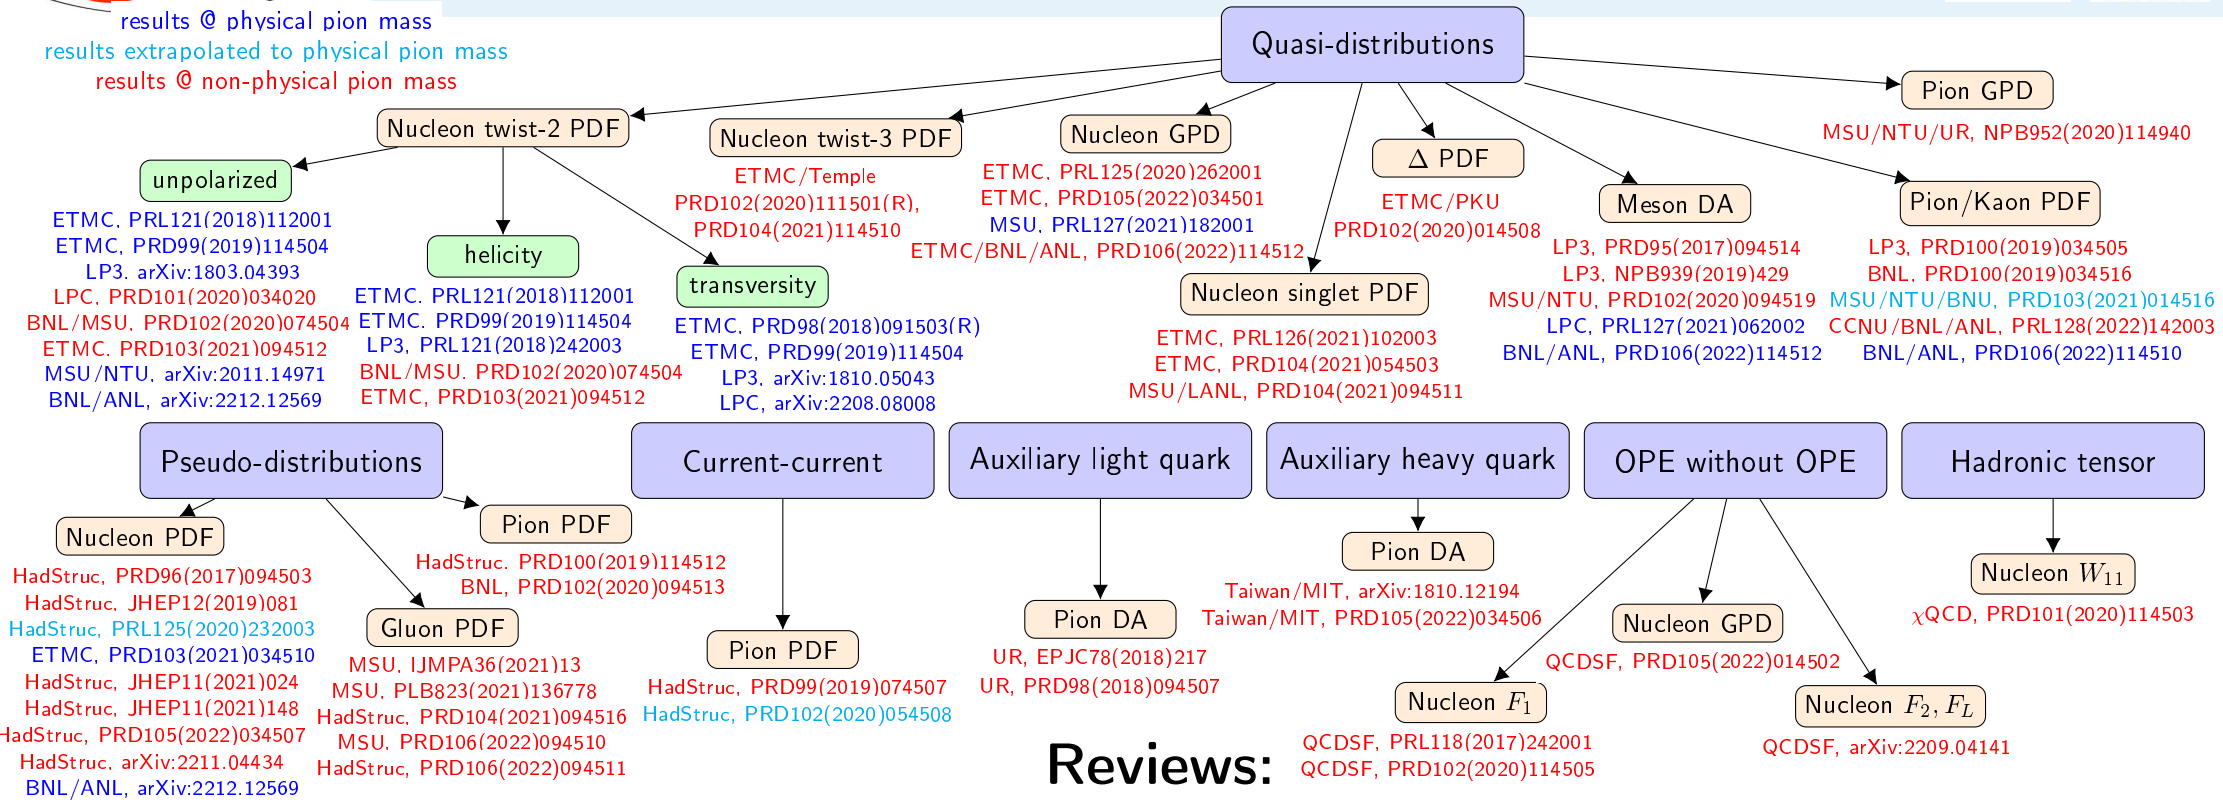 results @ physical pion mass
results extrapolated to physical pion mass
results @ non-physical pion mass
Quasi-distributions
Nucleon twist-2 PDF
unpolarized
ETMC, PRL121(2018)112001
ETMC, PRD99(2019)114504
LP3, arXiv:1803.04393
LPC, PRD101(2020)034020
BNL/MSU, PRD102(2020)074504
ETMC, PRD103(2021)094512
MSU/NTU, arXiv:2011.14971
BNL/ANL, arXiv:2212.12569
helicity
ETMC, PRL121(2018)112001
ETMC, PRD99(2019)114504
LP3, PRL121(2018)242003
BNL/MSU, PRD102(2020)074504
ETMC, PRD103(2021)094512
transversity
ETMC, PRD98(2018)091503(R)
ETMC, PRD99(2019)114504
LP3, arXiv:1810.05043
LPC, arXiv:2208.08008
Nucleon twist-3 PDF
ETMC/Temple
PRD102(2020)111501(R),
PRD104(2021)114510
Nucleon GPD
ETMC, PRL125(2020)262001
ETMC, PRD105(2022)034501
MSU, PRL127(2021)182001
ETMC/BNL/ANL, PRD106(2022)114512
Nucleon singlet PDF
ETMC, PRL126(2021)102003
ETMC, PRD104(2021)054503
MSU/LANL, PRD104(2021)094511
Δ PDF
ETMC/PKU
PRD102(2020)014508
Meson DA
LP3, PRD95(2017)094514
LP3, NPB939(2019)429
MSU/NTU, PRD102(2020)094519
LPC, PRL127(2021)062002
BNL/ANL, PRD106(2022)114512
Pion GPD
MSU/NTU/UR, NPB952(2020)114940
Pion/Kaon PDF
LP3, PRD100(2019)034505
BNL, PRD100(2019)034516
MSU/NTU/BNU, PRD103(2021)014516
CCNU/BNL/ANL, PRL128(2022)142003
BNL/ANL, PRD106(2022)114510
Pseudo-distributions
Nucleon PDF
HadStruc, PRD96(2017)094503
HadStruc, JHEP12(2019)081
HadStruc, PRL125(2020)232003
ETMC, PRD103(2021)034510
HadStruc, JHEP11(2021)024
HadStruc, JHEP11(2021)148
HadStruc, PRD105(2022)034507
HadStruc, arXiv:2211.04434
BNL/ANL, arXiv:2212.12569
Pion PDF
HadStruc, PRD100(2019)114512
BNL, PRD102(2020)094513
Gluon PDF
MSU, IJMPA36(2021)13
MSU, PLB823(2021)136778
HadStruc, PRD104(2021)094516
MSU, PRD106(2022)094510
HadStruc, PRD106(2022)094511
Current-current
Pion PDF
HadStruc, PRD99(2019)074507
HadStruc, PRD102(2020)054508
Auxiliary light quark
Pion DA
UR, EPJC78(2018)217
UR, PRD98(2018)094507
Auxiliary heavy quark
Pion DA
Taiwan/MIT, arXiv:1810.12194
Taiwan/MIT, PRD105(2022)034506
OPE without OPE
Nucleon F₁
QCDSF, PRL118(2017)242001
QCDSF, PRD102(2020)114505
Nucleon GPD
QCDSF, PRD105(2022)014502
Nucleon F₂, F_L
QCDSF, arXiv:2209.04141
Hadronic tensor
Nucleon W₁₁
χQCD, PRD101(2020)114503
Reviews: